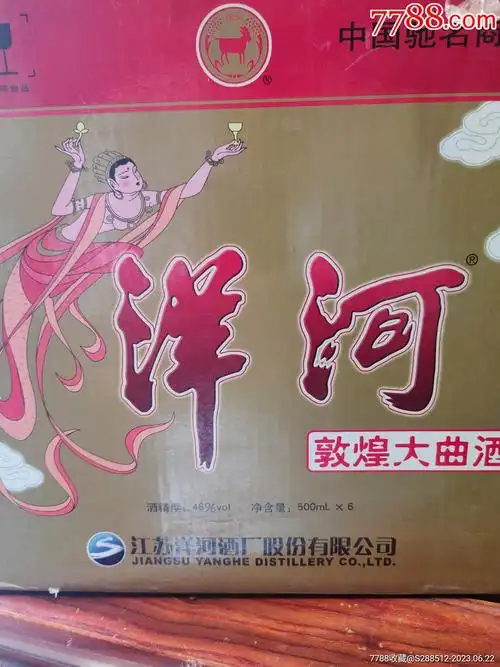 7788.com
中国驰名商
洋河®
敦煌大曲酒
酒精度:46%vol 净含量:500mL×6
江苏洋河酒厂股份有限公司
JIANGSU YANGHE DISTILLERY CO.,LTD.
7788收藏@S288512-2023.06.22